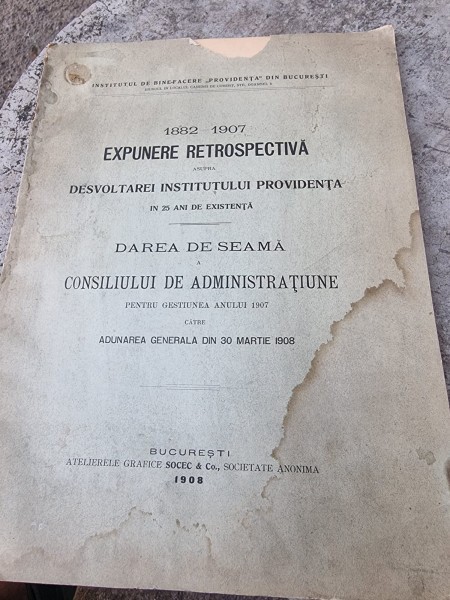 INSTITUTUL DE BINE-FACERE „PROVIDENȚA" DIN BUCUREȘTI
1882 1907
EXPUNERE RETROSPECTIVĂ
ASUPRA
DESVOLTAREI INSTITUTULUI PROVIDENȚA
IN 25 ANI DE EXISTENȚĂ
DAREA DE SEAMĂ
A
CONSILIULUI DE ADMINISTRAȚIUNE
PENTRU GESTIUNEA ANULUI 1907
CĂTRE
ADUNAREA GENERALA DIN 30 MARTIE 1908
BUCUREȘTI
ATELIERELE GRAFICE SOCEC & Co., SOCIETATE ANONIMA
1908